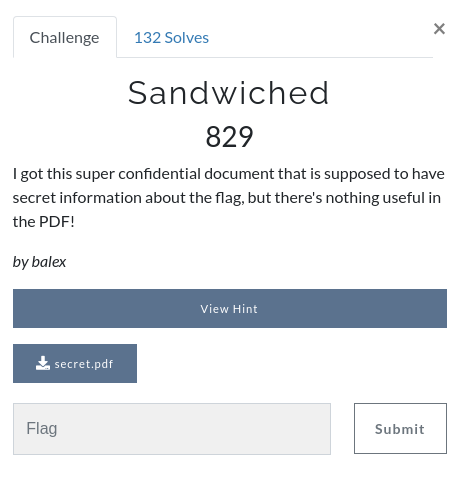 Challenge
132 Solves
×
Sandwiched
829
I got this super confidential document that is supposed to have
secret information about the flag, but there's nothing useful in
the PDF!
by balex
View Hint
secret.pdf
Flag
Submit